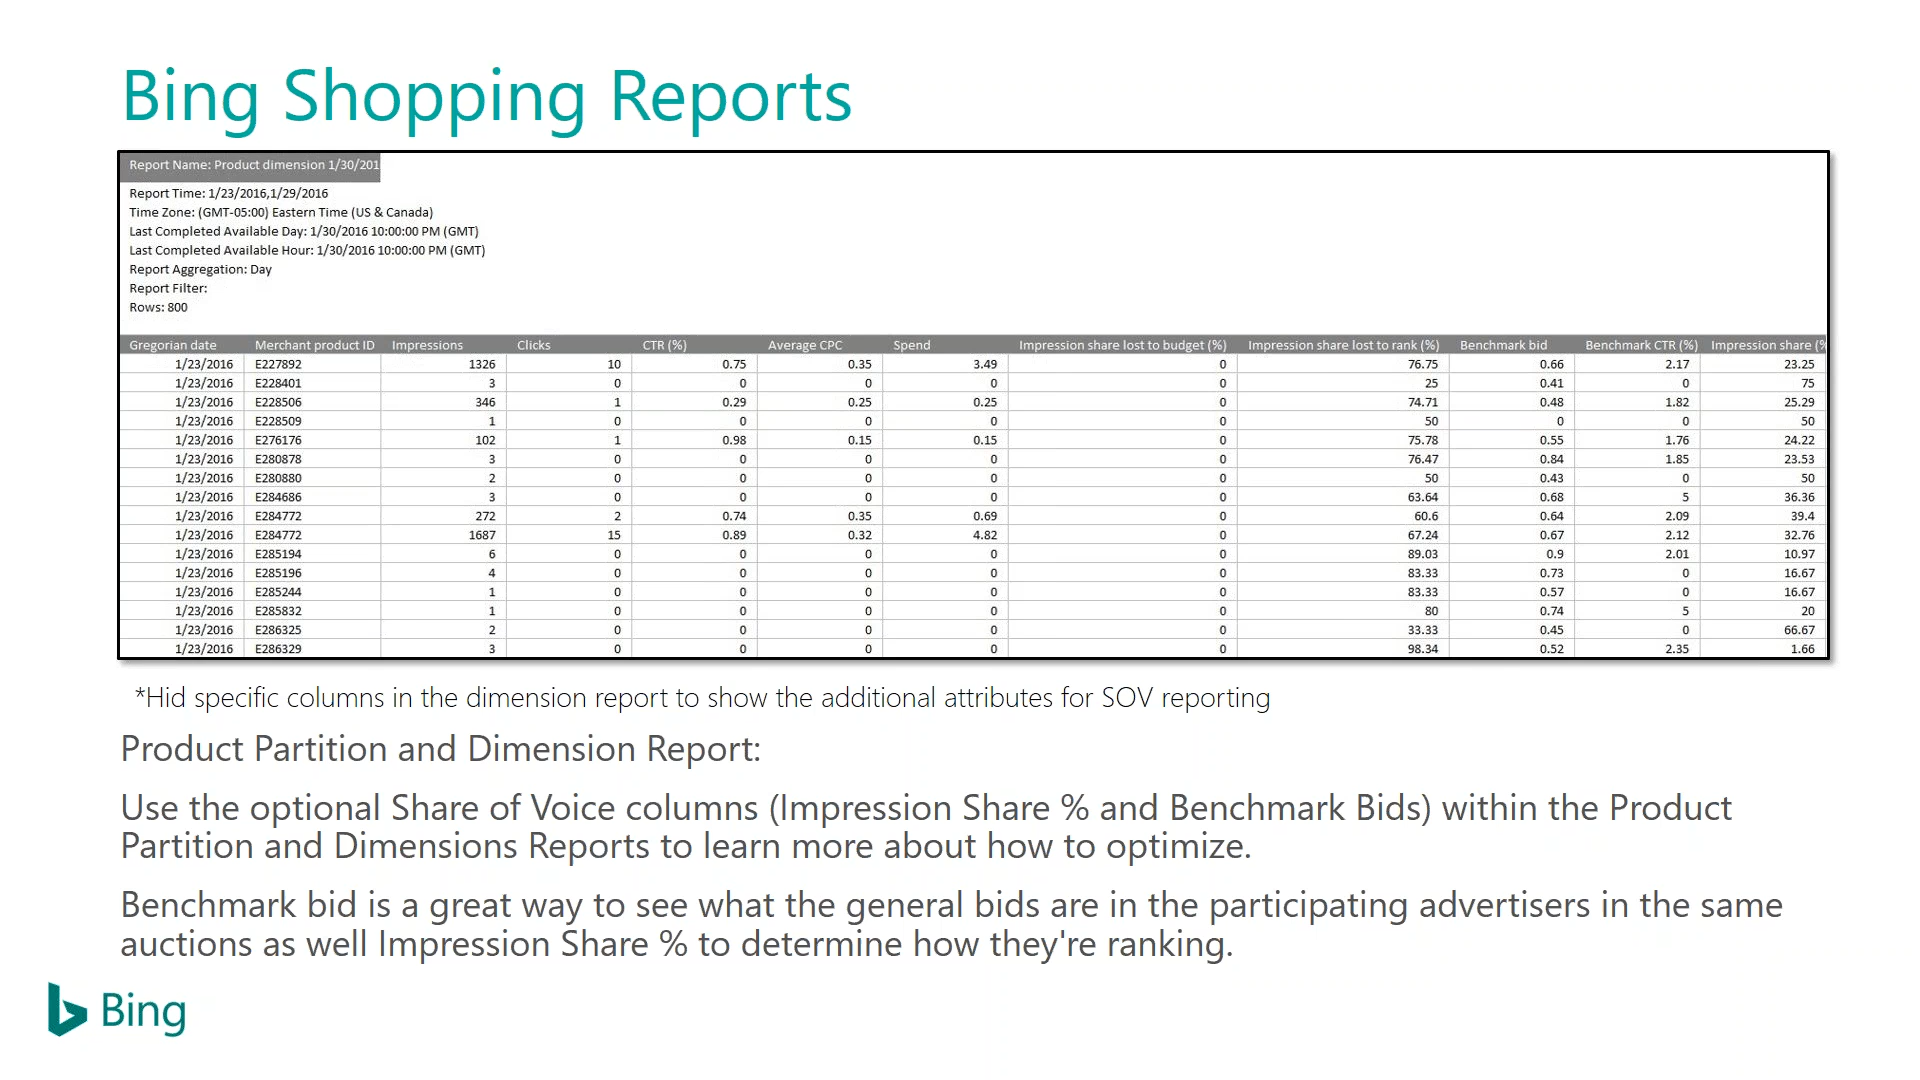 Bing Shopping Reports
Report Name: Product dimension 1/30/201
Report Time: 1/23/2016,1/29/2016
Time Zone: (GMT-05:00) Eastern Time (US & Canada)
Last Completed Available Day: 1/30/2016 10:00:00 PM (GMT)
Last Completed Available Hour: 1/30/2016 10:00:00 PM (GMT)
Report Aggregation: Day
Report Filter:
Rows: 800
Gregorian date Merchant product ID Impressions Clicks CTR (%) Average CPC Spend Impression share lost to budget (%) Impression share lost to rank (%) Benchmark bid Benchmark CTR (%) Impression share (%
1/23/2016 E227892 1326 10 0.75 0.35 3.49 0 76.75 0.66 2.17 23.25
1/23/2016 E228401 3 0 0 0 0 0 25 0.41 0 75
1/23/2016 E228506 346 1 0.29 0.25 0.25 0 74.71 0.48 1.82 25.29
1/23/2016 E228509 1 0 0 0 0 0 50 0 0 50
1/23/2016 E276176 102 1 0.98 0.15 0.15 0 75.78 0.55 1.76 24.22
1/23/2016 E280878 3 0 0 0 0 0 76.47 0.84 1.85 23.53
1/23/2016 E280880 2 0 0 0 0 0 50 0.43 0 50
1/23/2016 E284686 3 0 0 0 0 0 63.64 0.68 5 36.36
1/23/2016 E284772 272 2 0.74 0.35 0.69 0 60.6 0.64 2.09 39.4
1/23/2016 E284772 1687 15 0.89 0.32 4.82 0 67.24 0.67 2.12 32.76
1/23/2016 E285194 6 0 0 0 0 0 89.03 0.9 2.01 10.97
1/23/2016 E285196 4 0 0 0 0 0 83.33 0.73 0 16.67
1/23/2016 E285244 1 0 0 0 0 0 83.33 0.57 0 16.67
1/23/2016 E285832 1 0 0 0 0 0 80 0.74 5 20
1/23/2016 E286325 2 0 0 0 0 0 33.33 0.45 0 66.67
1/23/2016 E286329 3 0 0 0 0 0 98.34 0.52 2.35 1.66
*Hid specific columns in the dimension report to show the additional attributes for SOV reporting
Product Partition and Dimension Report:
Use the optional Share of Voice columns (Impression Share % and Benchmark Bids) within the Product
Partition and Dimensions Reports to learn more about how to optimize.
Benchmark bid is a great way to see what the general bids are in the participating advertisers in the same
auctions as well Impression Share % to determine how they're ranking.
Bing